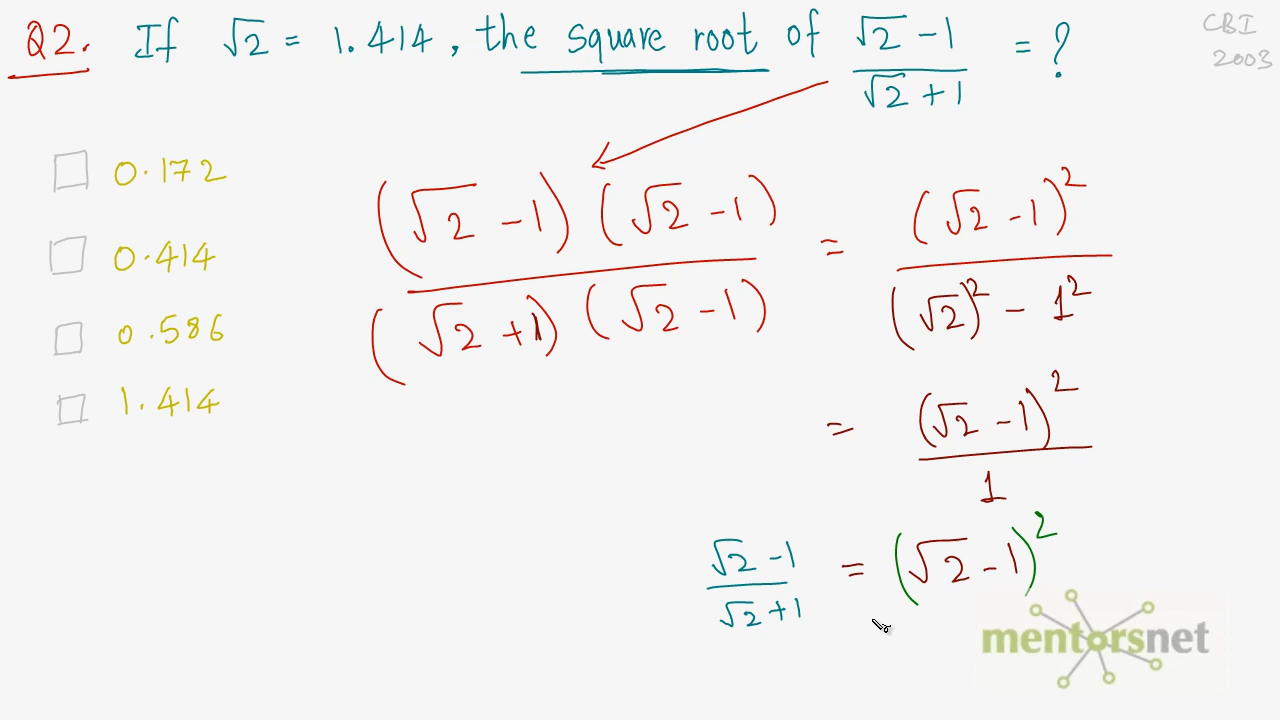 Q2. If √2 = 1.414, the square root of (√2 - 1)/(√2 + 1) = ?
CBI
2003
0.172
0.414
0.586
1.414
(√2 - 1) (√2 - 1) / (√2 + 1) (√2 - 1) = (√2 - 1)² / (√2)² - 1²
= (√2 - 1)² / 1
√2 - 1 / √2 + 1 = (√2 - 1)²
mentorsnet